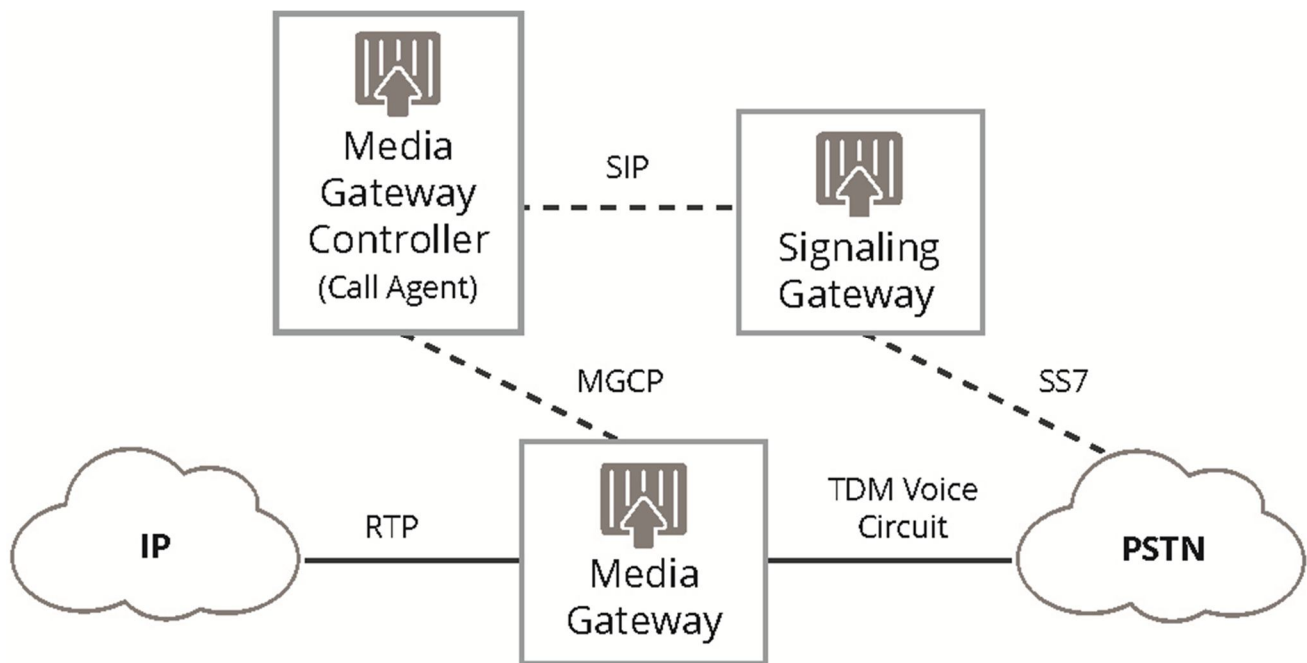 Media
Gateway
Controller
(Call Agent)
SIP
Signaling
Gateway
MGCP
SS7
IP
RTP
Media
Gateway
TDM Voice
Circuit
PSTN